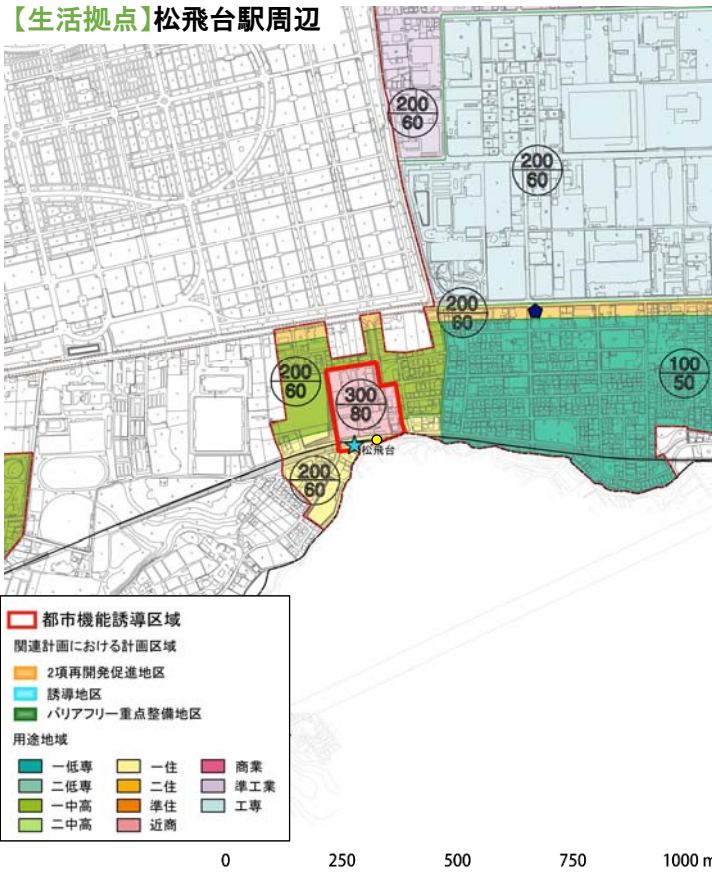 【生活拠点】松飛台駅周辺
200
60
200
60
200
60
200
60
300
80
100
50
松飛台
200
60
都市機能誘導区域
関連計画における計画区域
2項再開発促進地区
誘導地区
バリアフリー重点整備地区
用途地域
一低専 一住 商業
二低専 二住 準工業
一中高 準住 工専
二中高 近商
0 250 500 750 1000 m